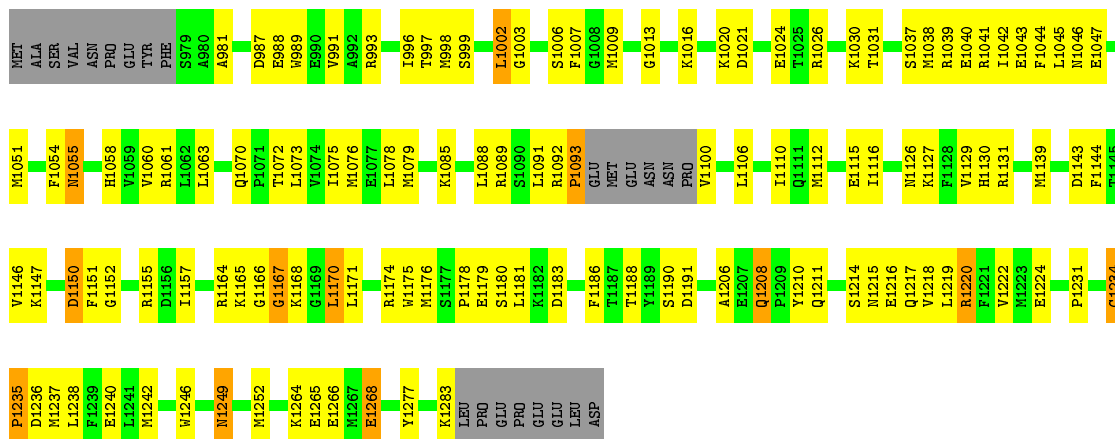 MET ALA SER VAL ASN PRO GLU TYR PHE S979 A980 A981 D987 E988 W989 E990 V991 A992 R993 I996 T997 M998 S999 L1002 G1003 S1006 F1007 G1008 M1009 G1013 K1016 K1020 D1021 E1024 T1025 R1026 K1030 T1031 S1037 M1038 R1039 E1040 R1041 I1042 E1043 F1044 L1045 N1046 E1047
M1051 F1054 N1055 H1058 V1059 V1060 R1061 L1062 L1063 Q1070 P1071 T1072 L1073 V1074 I1075 M1076 E1077 L1078 M1079 K1085 L1088 R1089 S1090 L1091 R1092 P1093 GLU MET GLU ASN ASN PRO V1100 L1106 I1110 Q1111 M1112 E1115 I1116 N1126 K1127 F1128 V1129 H1130 R1131 M1139 D1143 F1144 T1145
V1146 K1147 D1150 F1151 G1152 R1155 D1156 I1157 R1164 K1165 G1166 G1167 K1168 G1169 L1170 L1171 R1174 W1175 M1176 S1177 P1178 E1179 S1180 L1181 K1182 D1183 F1186 T1187 T1188 Y1189 S1190 D1191 A1206 E1207 Q1208 P1209 Y1210 Q1211 S1214 N1215 E1216 Q1217 V1218 L1219 R1220 F1221 V1222 M1223 E1224 P1231 C1234
P1235 D1236 M1237 L1238 F1239 E1240 L1241 M1242 W1246 N1249 M1252 K1264 E1265 E1266 M1267 E1268 Y1277 K1283 LEU PRO GLU PRO GLU GLU LEU ASP